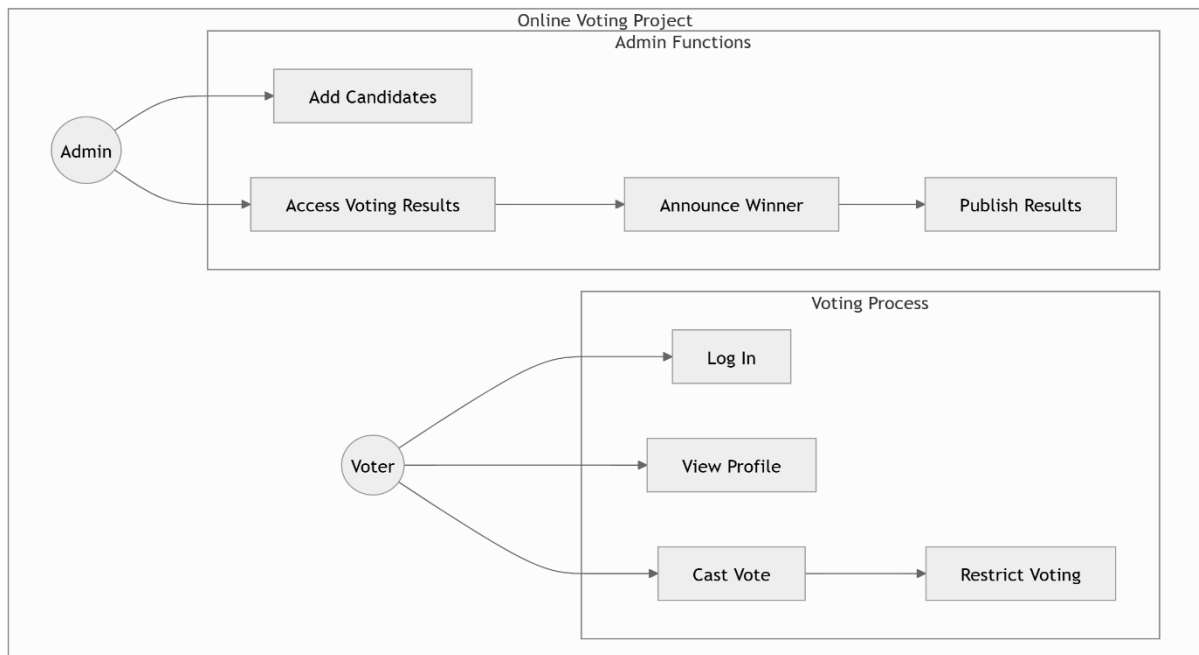 Online Voting Project
Admin Functions
Add Candidates
Admin
Access Voting Results
Announce Winner
Publish Results
Voting Process
Log In
Voter
View Profile
Cast Vote
Restrict Voting